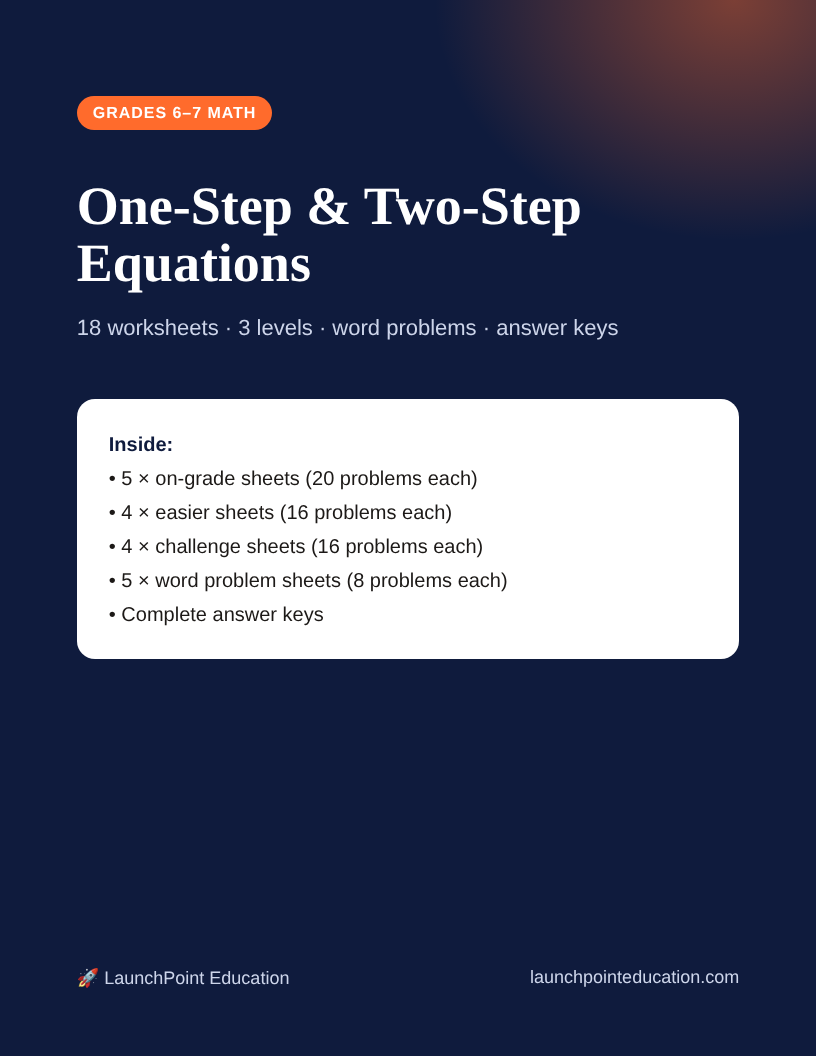 GRADES 6–7 MATH
One-Step & Two-Step
Equations
18 worksheets · 3 levels · word problems · answer keys
Inside:
• 5 × on-grade sheets (20 problems each)
• 4 × easier sheets (16 problems each)
• 4 × challenge sheets (16 problems each)
• 5 × word problem sheets (8 problems each)
• Complete answer keys
🚀 LaunchPoint Education
launchpointeducation.com